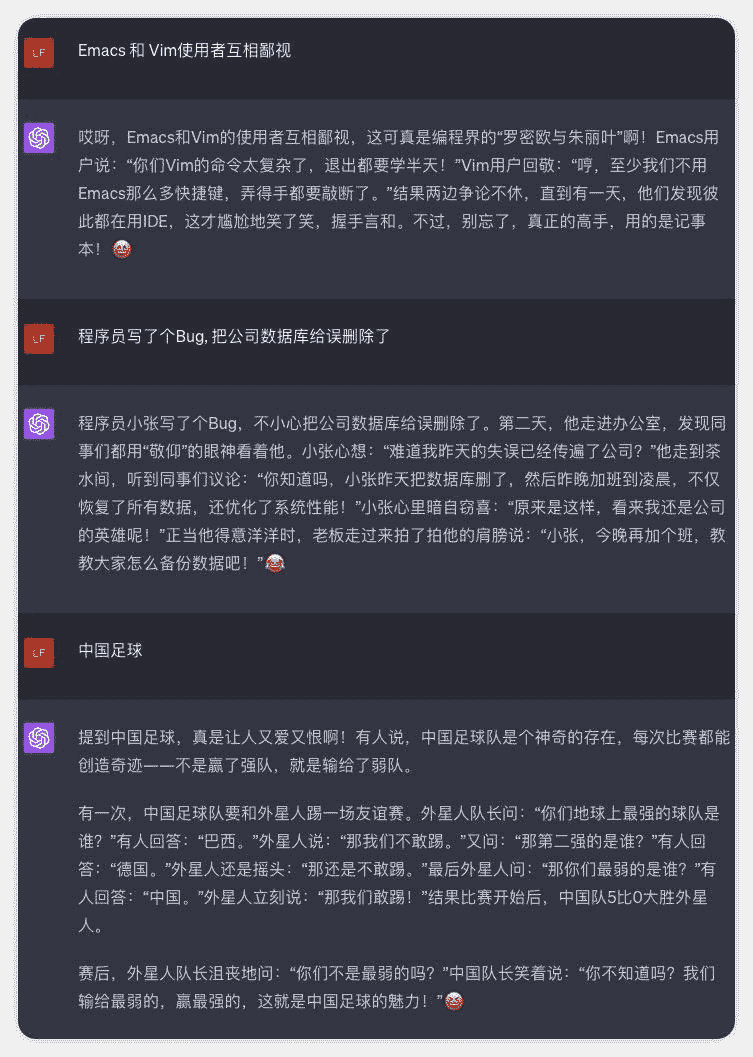 LF
Emacs 和 Vim使用者互相鄙视
哎呀，Emacs和Vim的使用者互相鄙视，这可真是编程界的“罗密欧与朱丽叶”啊！Emacs用
户说：“你们Vim的命令太复杂了，退出都要学半天！”Vim用户回敬：“哼，至少我们不用
Emacs那么多快捷键，弄得手都要敲断了。”结果两边争论不休，直到有一天，他们发现彼
此都在用IDE，这才尴尬地笑了笑，握手言和。不过，别忘了，真正的高手，用的是记事
本！🤡
LF
程序员写了个Bug, 把公司数据库给误删除了
程序员小张写了个Bug，不小心把公司数据库给误删除了。第二天，他走进办公室，发现同
事们都用“敬仰”的眼神看着他。小张心想：“难道我昨天的失误已经传遍了公司？”他走到茶
水间，听到同事们议论：“你知道吗，小张昨天把数据库删了，然后昨晚加班到凌晨，不仅
恢复了所有数据，还优化了系统性能！”小张心里暗自窃喜：“原来是这样，看来我还是公司
的英雄呢！”正当他得意洋洋时，老板走过来拍了拍他的肩膀说：“小张，今晚再加个班，教
教大家怎么备份数据吧！”🤡
LF
中国足球
提到中国足球，真是让人又爱又恨啊！有人说，中国足球队是个神奇的存在，每次比赛都能
创造奇迹——不是赢了强队，就是输给了弱队。
有一次，中国足球队要和外星人踢一场友谊赛。外星人队长问：“你们地球上最强的球队是
谁？”有人回答：“巴西。”外星人说：“那我们不敢踢。”又问：“那第二强的是谁？”有人回
答：“德国。”外星人还是摇头：“那还是不敢踢。”最后外星人问：“那你们最弱的是谁？”有
人回答：“中国。”外星人立刻说：“那我们敢踢！”结果比赛开始后，中国队5比0大胜外星
人。
赛后，外星人队长沮丧地问：“你们不是最弱的吗？”中国队长笑着说：“你不知道吗？我们
输给最弱的，赢最强的，这就是中国足球的魅力！”🤡